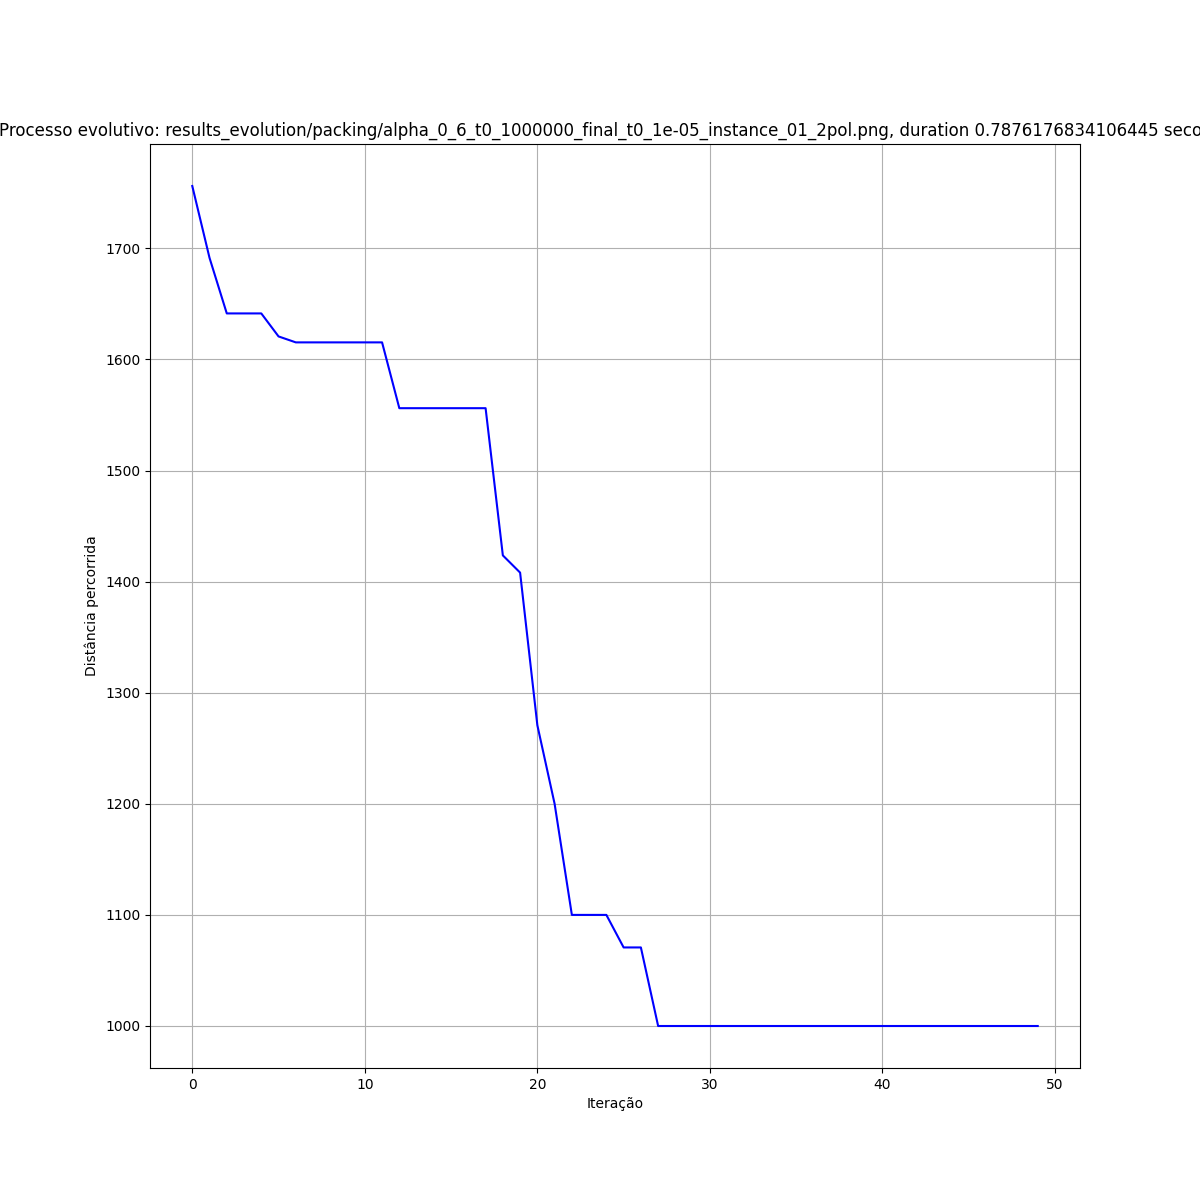 Processo evolutivo: results_evolution/packing/alpha_0_6_t0_1000000_final_t0_1e-05_instance_01_2pol.png, duration 0.7876176834106445 seco
1700
1600
1500
1400
1300
1200
1100
1000
Distância percorrida
0 10 20 30 40 50
Iteração